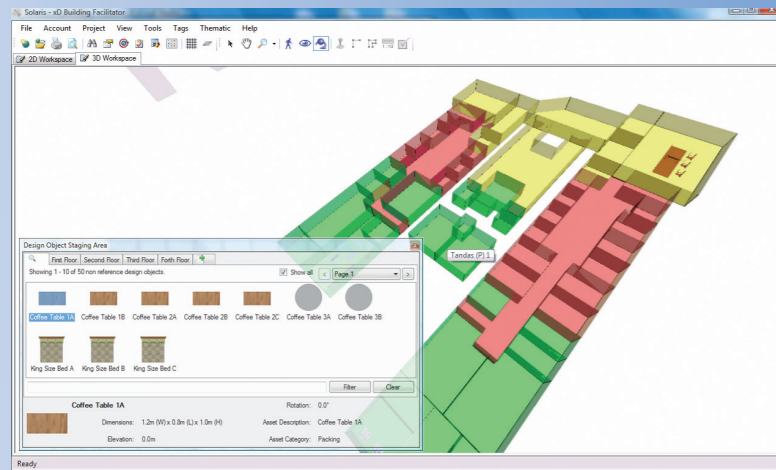 Solaris - xD Building Facilitator
File Account Project View Tools Tags Thematic Help
2D Workspace 3D Workspace
Tandas (P) 1
Design Object Staging Area
First Floor Second Floor Third Floor Forth Floor
Showing 1 - 10 of 50 non reference design objects. Show all < Page 1 >
Coffee Table 1A Coffee Table 1B Coffee Table 2A Coffee Table 2B Coffee Table 2C Coffee Table 3A Coffee Table 3B
King Size Bed A King Size Bed B King Size Bed C
Filter Clear
Coffee Table 1A Rotation: 0.0°
Dimensions: 1.2m (W) x 0.8m (L) x 1.0m (H) Asset Description: Coffee Table 1A
Elevation: 0.0m Asset Category: Packing
Ready